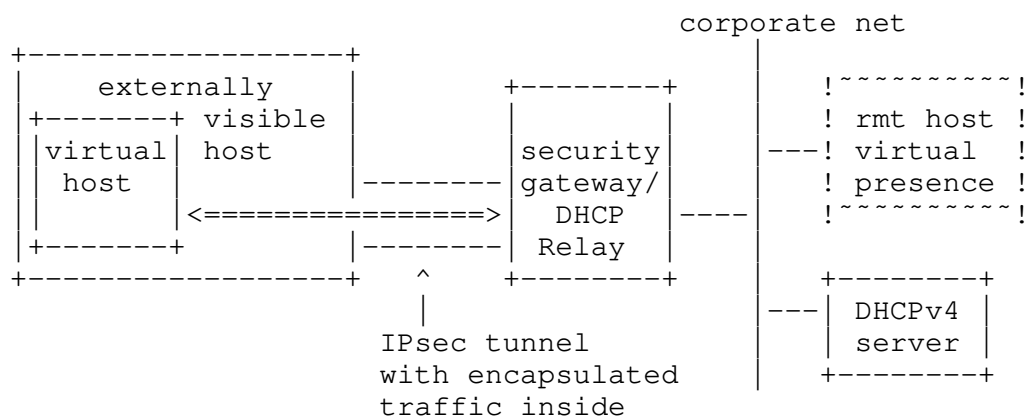 corporate net
externally
visible
virtual host
host
security
gateway/
DHCP
Relay
rmt host
virtual
presence
DHCPv4
server
IPsec tunnel
with encapsulated
traffic inside